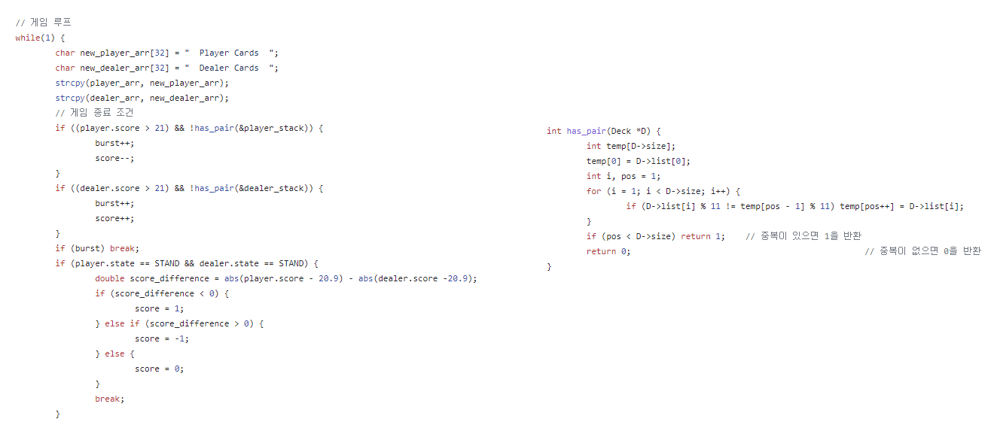 // 게임 루프
while(1) {
char new_player_arr[32] = "  Player Cards  ";
char new_dealer_arr[32] = "  Dealer Cards  ";
strcpy(player_arr, new_player_arr);
strcpy(dealer_arr, new_dealer_arr);
// 게임 종료 조건
if ((player.score > 21) && !has_pair(&player_stack)) {
burst++;
score--;
}
if ((dealer.score > 21) && !has_pair(&dealer_stack)) {
burst++;
score++;
}
if (burst) break;
if (player.state == STAND && dealer.state == STAND) {
double score_difference = abs(player.score - 20.9) - abs(dealer.score -20.9);
if (score_difference < 0) {
score = 1;
} else if (score_difference > 0) {
score = -1;
} else {
score = 0;
}
break;
}
int has_pair(Deck *D) {
int temp[D->size];
temp[0] = D->list[0];
int i, pos = 1;
for (i = 1; i < D->size; i++) {
if (D->list[i] % 11 != temp[pos - 1] % 11) temp[pos++] = D->list[i];
}
if (pos < D->size) return 1;    // 중복이 있으면 1을 반환
return 0;    // 중복이 없으면 0을 반환
}